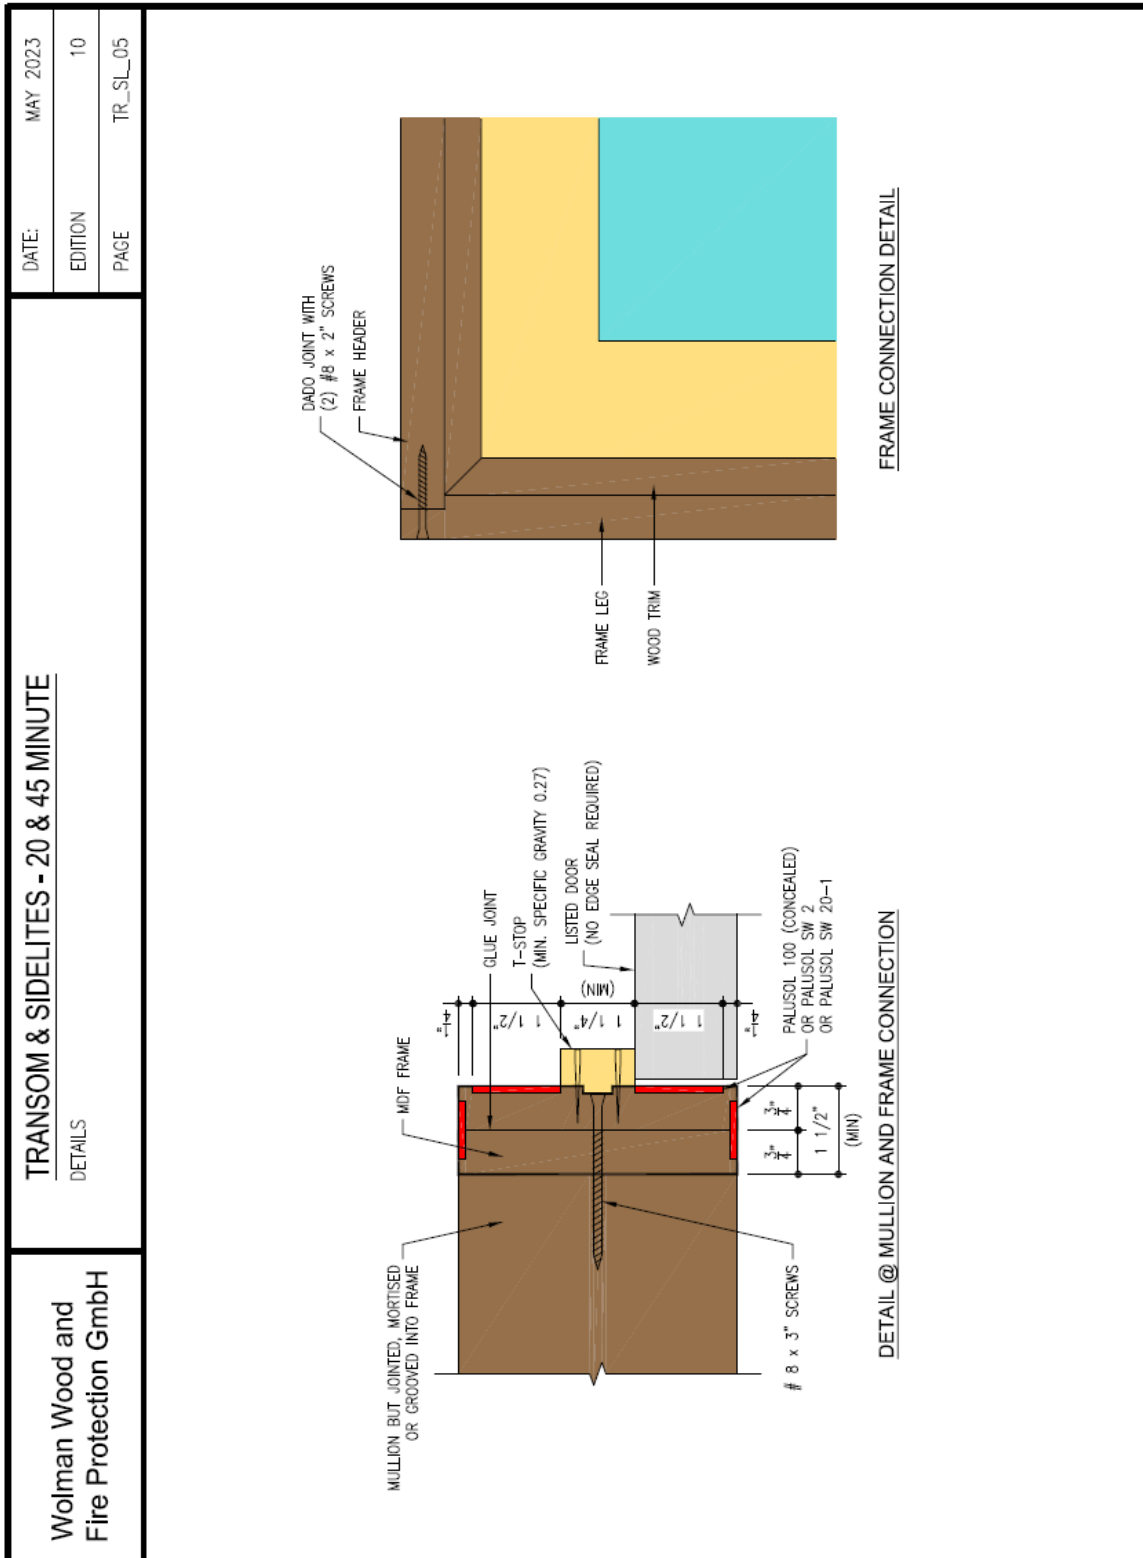 Wolman Wood and
Fire Protection GmbH
TRANSOM & SIDELITES - 20 & 45 MINUTE
DETAILS
DATE: MAY 2023
EDITION 10
PAGE TR_SL_05
MULLION BUT JOINTED, MORTISED
OR GROOVED INTO FRAME
MDF FRAME
GLUE JOINT
T-STOP
(MIN. SPECIFIC GRAVITY 0.27)
LISTED DOOR
(NO EDGE SEAL REQUIRED)
1/4"
1 1/2"
1 1/4"
(MIN)
1 1/2"
1/4"
PALUSOL 100 (CONCEALED)
OR PALUSOL SW 2
OR PALUSOL SW 20-1
3/4"
3/4"
1 1/2"
(MIN)
# 8 x 3" SCREWS
DETAIL @ MULLION AND FRAME CONNECTION
DADO JOINT WITH
(2) #8 x 2" SCREWS
FRAME HEADER
FRAME LEG
WOOD TRIM
FRAME CONNECTION DETAIL